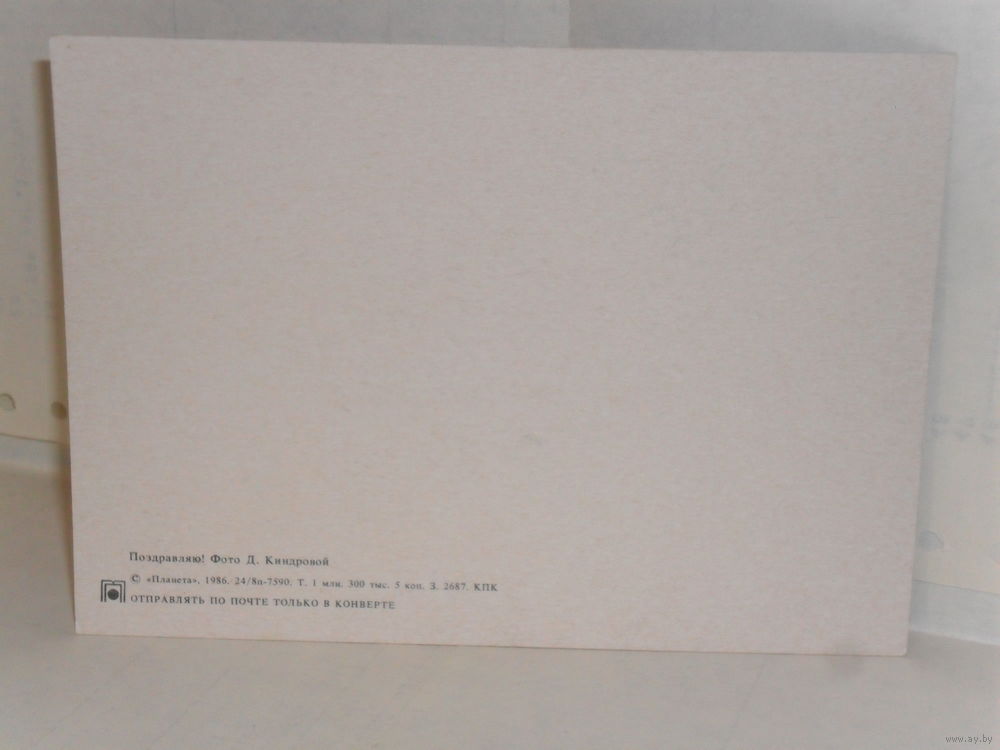 Поздравляю! Фото Д. Киндровой
© «Планета», 1986. 24/8п-7590. Т. 1 млн. 300 тыс. 5 коп. З. 2687. КПК
ОТПРАВЛЯТЬ ПО ПОЧТЕ ТОЛЬКО В КОНВЕРТЕ
www.ay.by